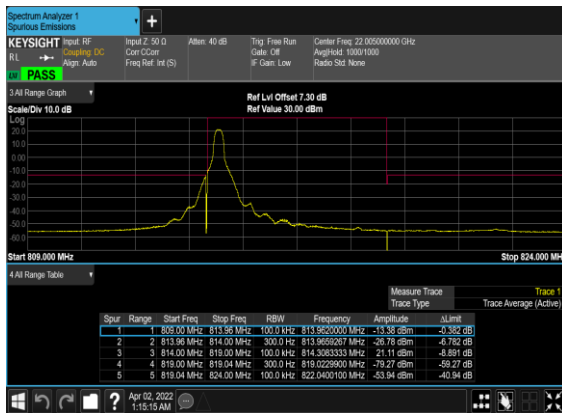 Spectrum Analyzer 1
Spurious Emissions
+
KEYSIGHT Input: RF Input Z: 50 Ω Atten: 40 dB Trig: Free Run Center Freq: 22.005000000 GHz
RL Coupling: DC Corr CCorr Gate: Off Avg|Hold: 1000/1000
Align: Auto Freq Ref: Int (S) IF Gain: Low Radio Std: None
PASS
3 All Range Graph
Ref Lvl Offset 7.30 dB
Scale/Div 10.0 dB Ref Value 30.00 dBm
Log
20.0
10.0
0.00
-10.0
-20.0
-30.0
-40.0
-50.0
-60.0
Start 809.000 MHz Stop 824.000 MH
4 All Range Table
Measure Trace Trace 1
Trace Type Trace Average (Active)
Spur Range Start Freq Stop Freq RBW Frequency Amplitude ΔLimit
1 1 809.00 MHz 813.96 MHz 100.0 kHz 813.9620000 MHz -13.38 dBm -0.382 dB
2 2 813.96 MHz 814.00 MHz 300.0 Hz 813.9659267 MHz -26.78 dBm -6.782 dB
3 3 814.00 MHz 819.00 MHz 100.0 kHz 814.3083333 MHz 21.11 dBm -8.891 dB
4 4 819.00 MHz 819.04 MHz 300.0 Hz 819.0229900 MHz -79.27 dBm -59.27 dB
5 5 819.04 MHz 824.00 MHz 100.0 kHz 822.0400100 MHz -53.94 dBm -40.94 dB
? Apr 02, 2022
1:15:15 AM